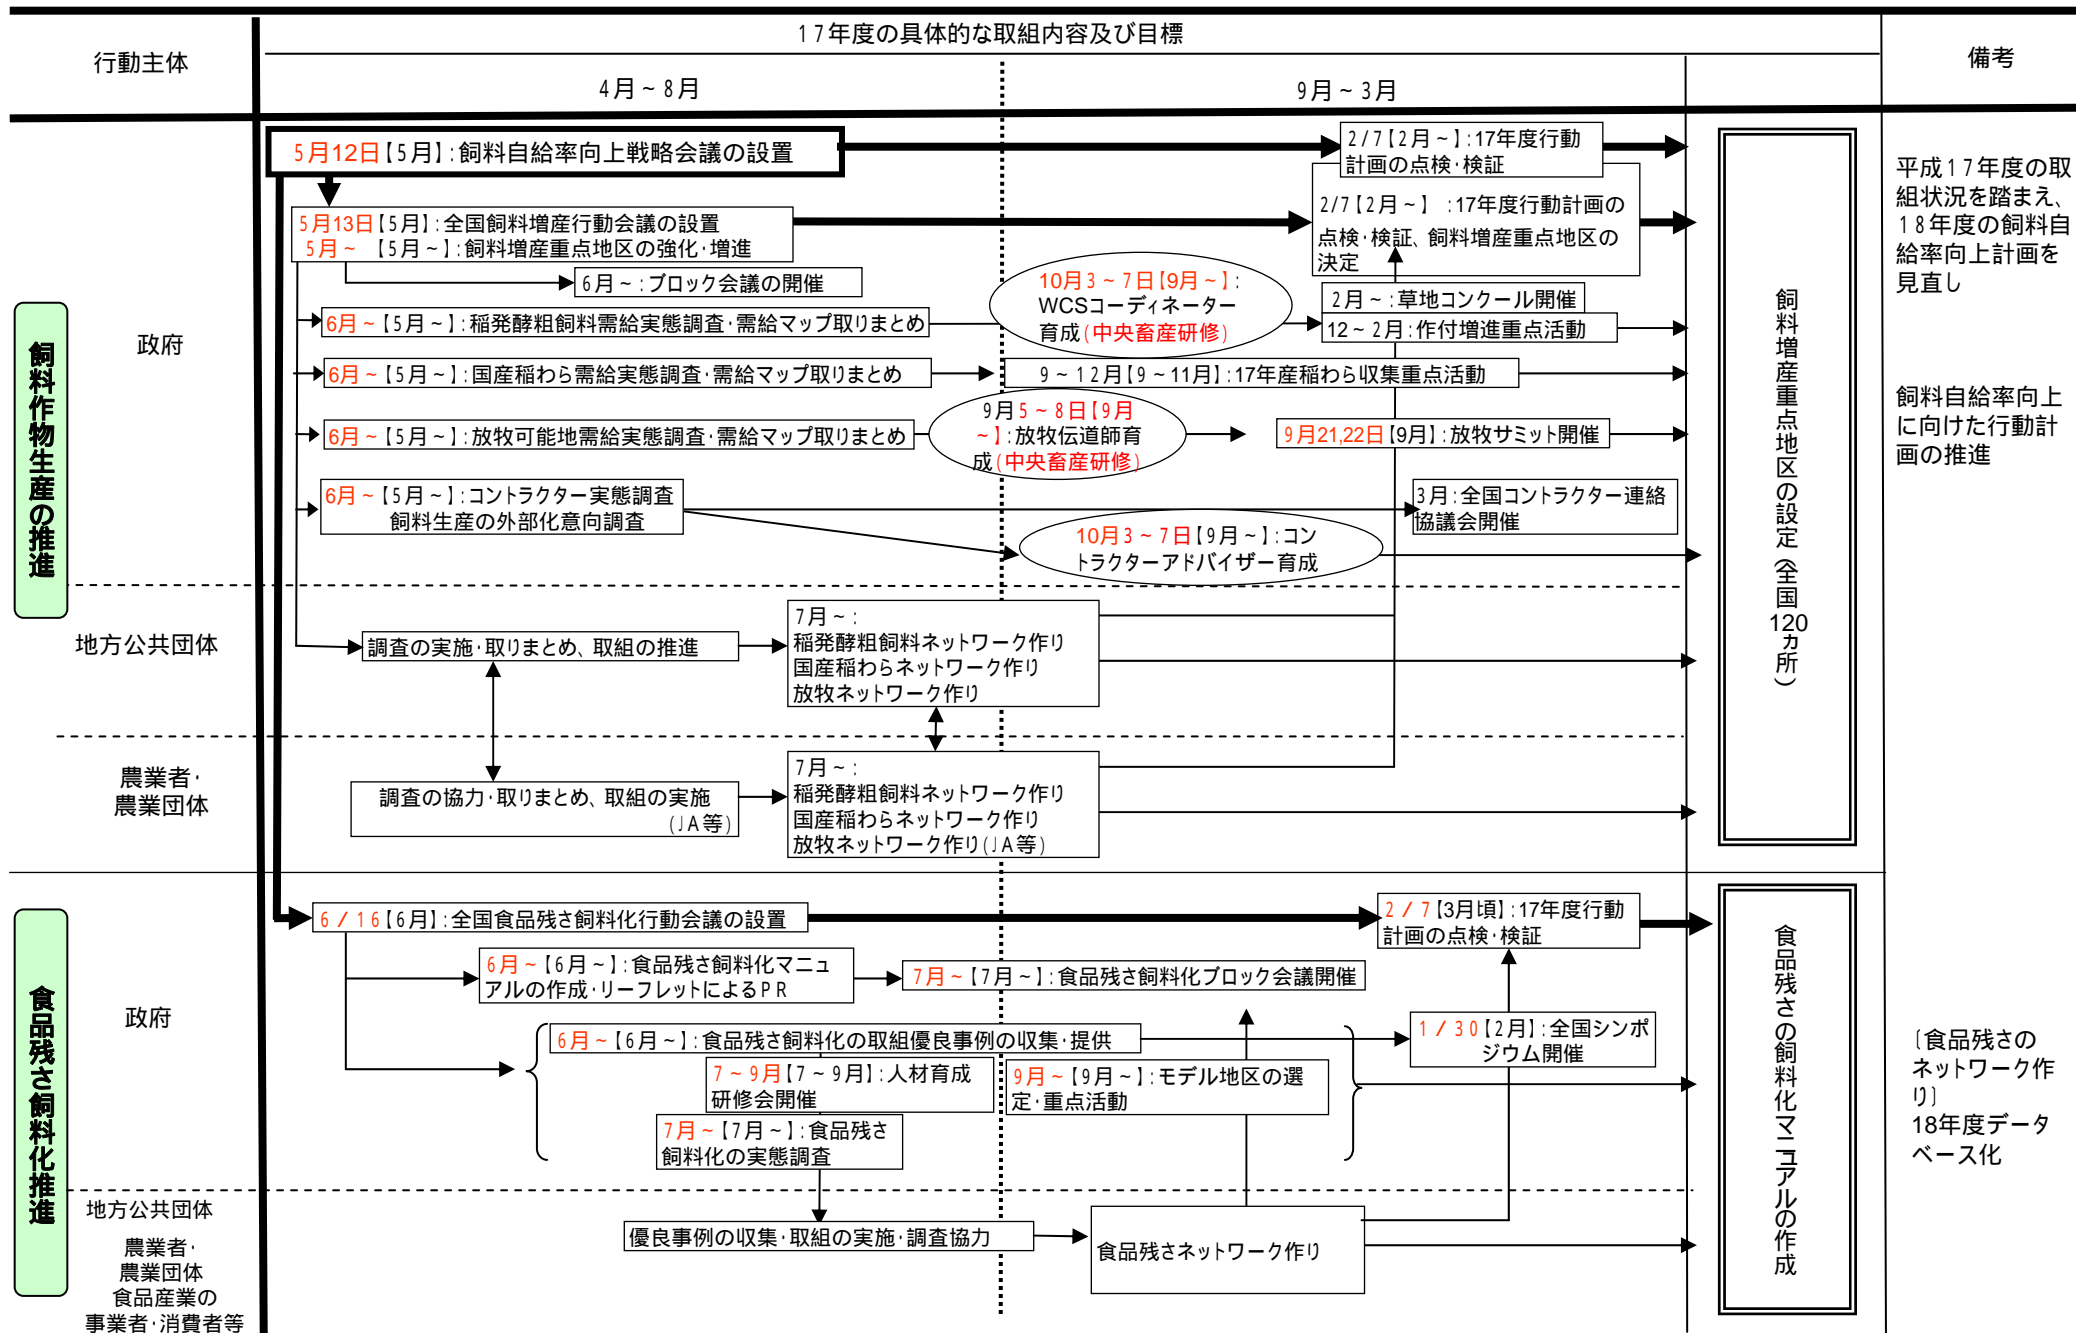 17年度の具体的な取組内容及び目標
行動主体
備考
4月～8月
9月～3月
5月12日【5月】:飼料自給率向上戦略会議の設置
2/7【2月～】:17年度行動
計画の点検・検証
5月13日【5月】:全国飼料増産行動会議の設置
5月～　【5月～】:飼料増産重点地区の強化・増進
2/7【2月～】　:17年度行動計画の
点検・検証、飼料増産重点地区の
決定
6月～:ブロック会議の開催
10月3～7日【9月～】:
WCSコーディネーター
育成(中央畜産研修)
2月～:草地コンクール開催
12～2月:作付増進重点活動
6月～【5月～】:稲発酵粗飼料需給実態調査・需給マップ取りまとめ
6月～【5月～】:国産稲わら需給実態調査・需給マップ取りまとめ
9～12月【9～11月】:17年産稲わら収集重点活動
6月～【5月～】:放牧可能地需給実態調査・需給マップ取りまとめ
9月5～8日【9月
～】:放牧伝道師育
成(中央畜産研修)
9月21,22日【9月】:放牧サミット開催
6月～【5月～】:コントラクター実態調査
飼料生産の外部化意向調査
3月:全国コントラクター連絡
協議会開催
10月3～7日【9月～】:コン
トラクターアドバイザー育成
飼料作物生産の推進
政府
地方公共団体
調査の実施・取りまとめ、取組の推進
7月～:
稲発酵粗飼料ネットワーク作り
国産稲わらネットワーク作り
放牧ネットワーク作り
農業者・
農業団体
調査の協力・取りまとめ、取組の実施
(JA等)
7月～:
稲発酵粗飼料ネットワーク作り
国産稲わらネットワーク作り
放牧ネットワーク作り(JA等)
飼料増産重点地区の設定(全国120カ所)
平成17年度の取
組状況を踏まえ、
18年度の飼料自
給率向上計画を
見直し
飼料自給率向上
に向けた行動計
画の推進
食品残さ飼料化推進
政府
6/16【6月】:全国食品残さ飼料化行動会議の設置
2/7【3月頃】:17年度行動
計画の点検・検証
6月～【6月～】:食品残さ飼料化マニュ
アルの作成・リーフレットによるPR
7月～【7月～】:食品残さ飼料化ブロック会議開催
6月～【6月～】:食品残さ飼料化の取組優良事例の収集・提供
1/30【2月】:全国シンポ
ジウム開催
7～9月【7～9月】:人材育成
研修会開催
9月～【9月～】:モデル地区の選
定・重点活動
7月～【7月～】:食品残さ
飼料化の実態調査
地方公共団体
農業者・
農業団体
食品産業の
事業者・消費者等
優良事例の収集・取組の実施・調査協力
食品残さネットワーク作り
食品残さの飼料化マニュアルの作成
〔食品残さの
ネットワーク作
り〕
18年度データ
ベース化